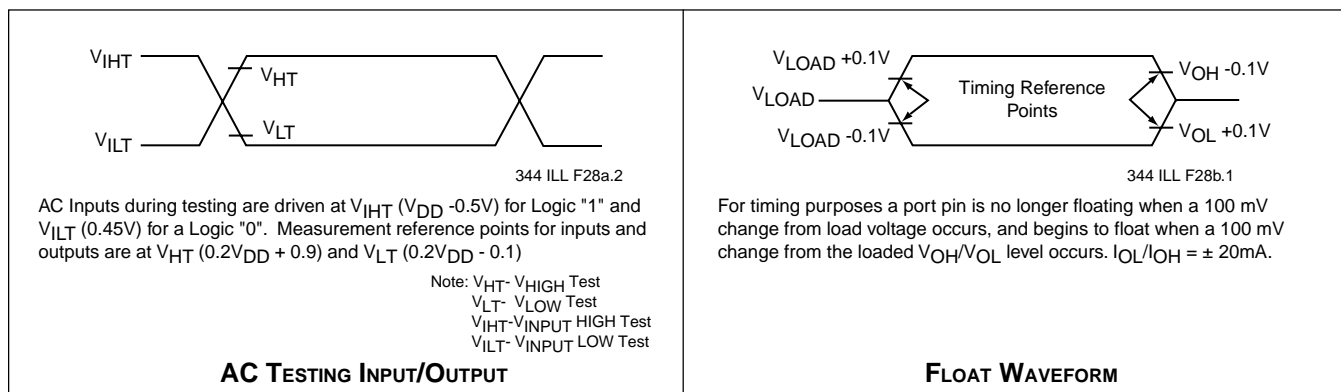 VIHT
VHT
VLT
VILT
344 ILL F28a.2
AC Inputs during testing are driven at VIHT (VDD -0.5V) for Logic "1" and
VILT (0.45V) for a Logic "0". Measurement reference points for inputs and
outputs are at VHT (0.2VDD + 0.9) and VLT (0.2VDD - 0.1)
Note: VHT- VHIGH Test
VLT- VLOW Test
VIHT-VINPUT HIGH Test
VILT- VINPUT LOW Test
AC TESTING INPUT/OUTPUT
VLOAD +0.1V
VLOAD
VLOAD -0.1V
Timing Reference
Points
VOH -0.1V
VOL +0.1V
344 ILL F28b.1
For timing purposes a port pin is no longer floating when a 100 mV
change from load voltage occurs, and begins to float when a 100 mV
change from the loaded VOH/VOL level occurs. IOL/IOH = ± 20mA.
FLOAT WAVEFORM